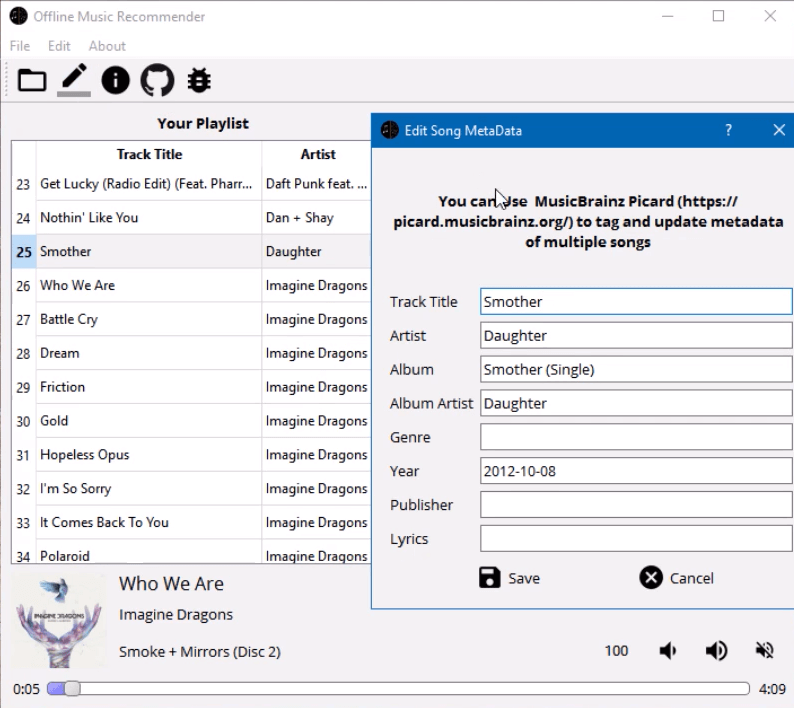 Offline Music Recommender
File Edit About
Your Playlist
Track Title Artist
23 Get Lucky (Radio Edit) (Feat. Pharr... Daft Punk feat. ...
24 Nothin' Like You Dan + Shay
25 Smother Daughter
26 Who We Are Imagine Dragons
27 Battle Cry Imagine Dragons
28 Dream Imagine Dragons
29 Friction Imagine Dragons
30 Gold Imagine Dragons
31 Hopeless Opus Imagine Dragons
32 I'm So Sorry Imagine Dragons
33 It Comes Back To You Imagine Dragons
34 Polaroid Imagine Dragons
Edit Song MetaData ?
You can Use MusicBrainz Picard (https://
picard.musicbrainz.org/) to tag and update metadata
of multiple songs
Track Title Smother
Artist Daughter
Album Smother (Single)
Album Artist Daughter
Genre
Year 2012-10-08
Publisher
Lyrics
Save Cancel
IMAGINE DRAGONS
Who We Are
Imagine Dragons
Smoke + Mirrors (Disc 2)
100
0:05 4:09